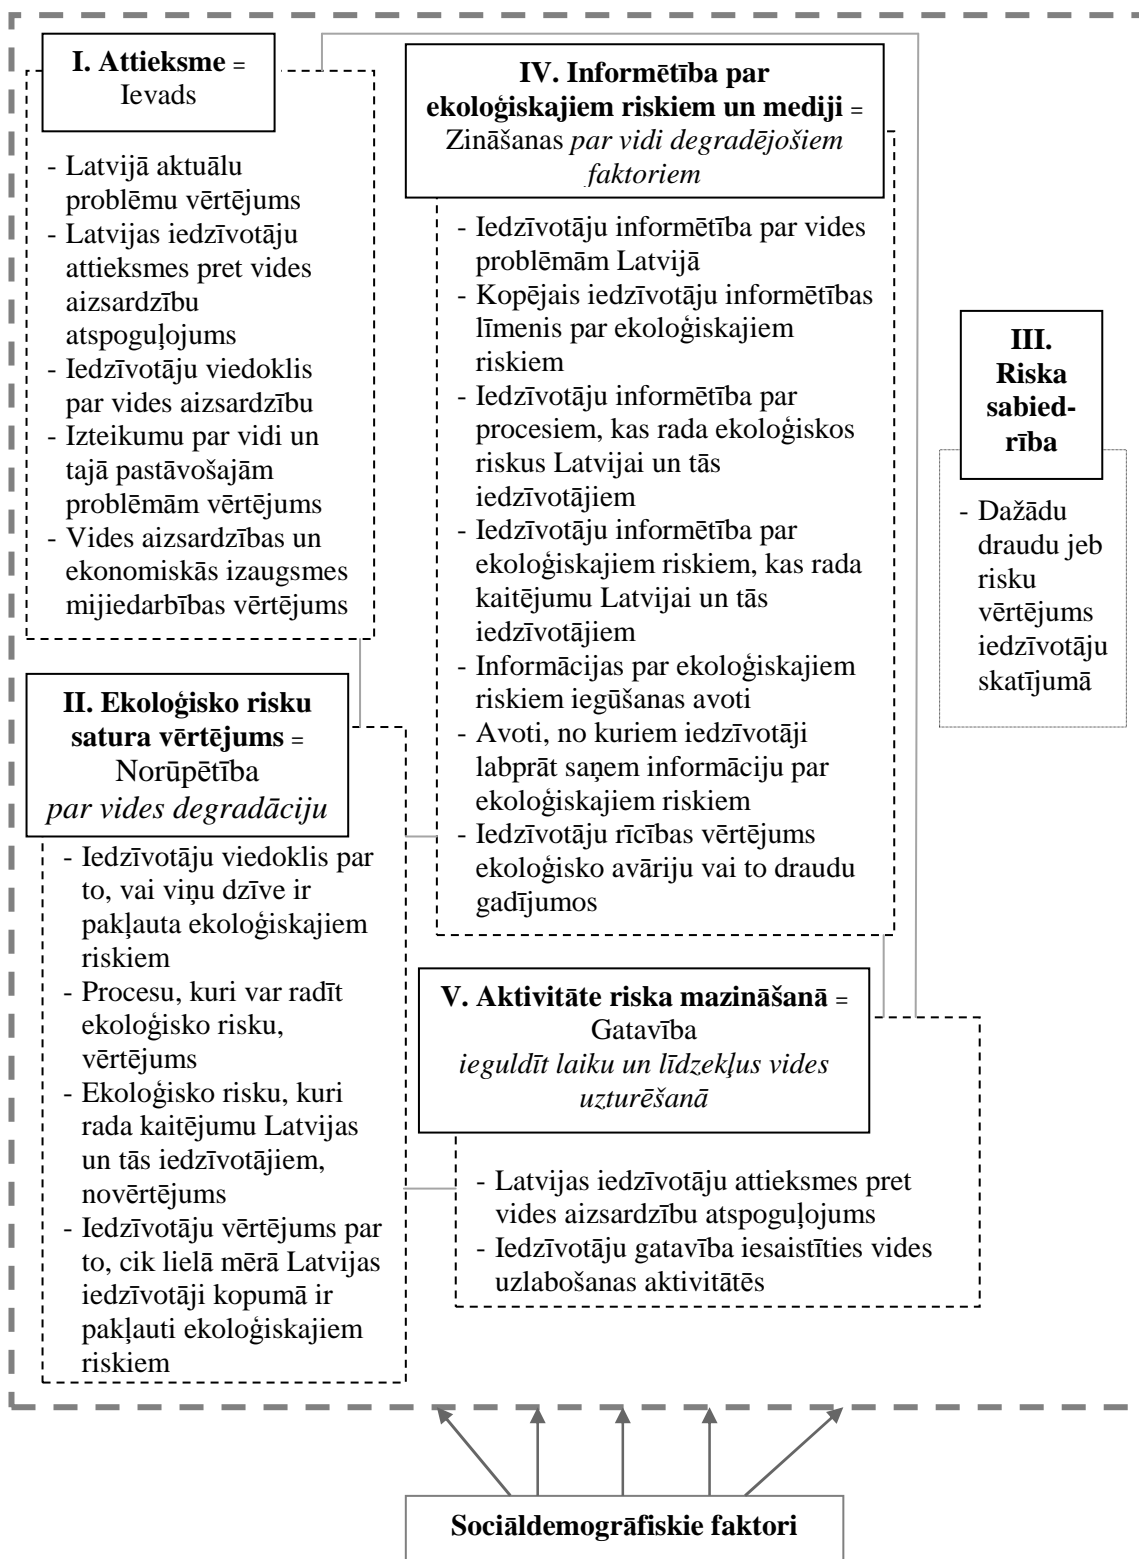 I. Attieksme =
Ievads
- Latvijā aktuālu
problēmu vērtējums
- Latvijas iedzīvotāju
attieksmes pret vides
aizsardzību
atspoguļojums
- Iedzīvotāju viedoklis
par vides aizsardzību
- Izteikumu par vidi un
tajā pastāvošajām
problēmām vērtējums
- Vides aizsardzības un
ekonomiskās izaugsmes
mijiedarbības vērtējums
II. Ekoloģisko risku
satura vērtējums =
Norūpētība
par vides degradāciju
- Iedzīvotāju viedoklis par
to, vai viņu dzīve ir
pakļauta ekoloģiskajiem
riskiem
- Procesu, kuri var radīt
ekoloģisko risku,
vērtējums
- Ekoloģisko risku, kuri
rada kaitējumu Latvijas
un tās iedzīvotājiem,
novērtējums
- Iedzīvotāju vērtējums par
to, cik lielā mērā Latvijas
iedzīvotāji kopumā ir
pakļauti ekoloģiskajiem
riskiem
IV. Informētība par
ekoloģiskajiem riskiem un mediji =
Zināšanas par vidi degradējošiem
faktoriem
- Iedzīvotāju informētība par vides
problēmām Latvijā
- Kopējais iedzīvotāju informētības
līmenis par ekoloģiskajiem
riskiem
- Iedzīvotāju informētība par
procesiem, kas rada ekoloģiskos
riskus Latvijai un tās
iedzīvotājiem
- Iedzīvotāju informētība par
ekoloģiskajiem riskiem, kas rada
kaitējumu Latvijai un tās
iedzīvotājiem
- Informācijas par ekoloģiskajiem
riskiem iegūšanas avoti
- Avoti, no kuriem iedzīvotāji
labprāt saņem informāciju par
ekoloģiskajiem riskiem
- Iedzīvotāju rīcības vērtējums
ekoloģisko avāriju vai to draudu
gadījumos
V. Aktivitāte riska mazināšanā =
Gatavība
ieguldīt laiku un līdzekļus vides
uzturēšanā
- Latvijas iedzīvotāju attieksmes pret
vides aizsardzību atspoguļojums
- Iedzīvotāju gatavība iesaistīties vides
uzlabošanas aktivitātēs
III.
Riska
sabied-
rība
- Dažādu
draudu jeb
risku
vērtējums
iedzīvotāju
skatījumā
Sociāldemogrāfiskie faktori